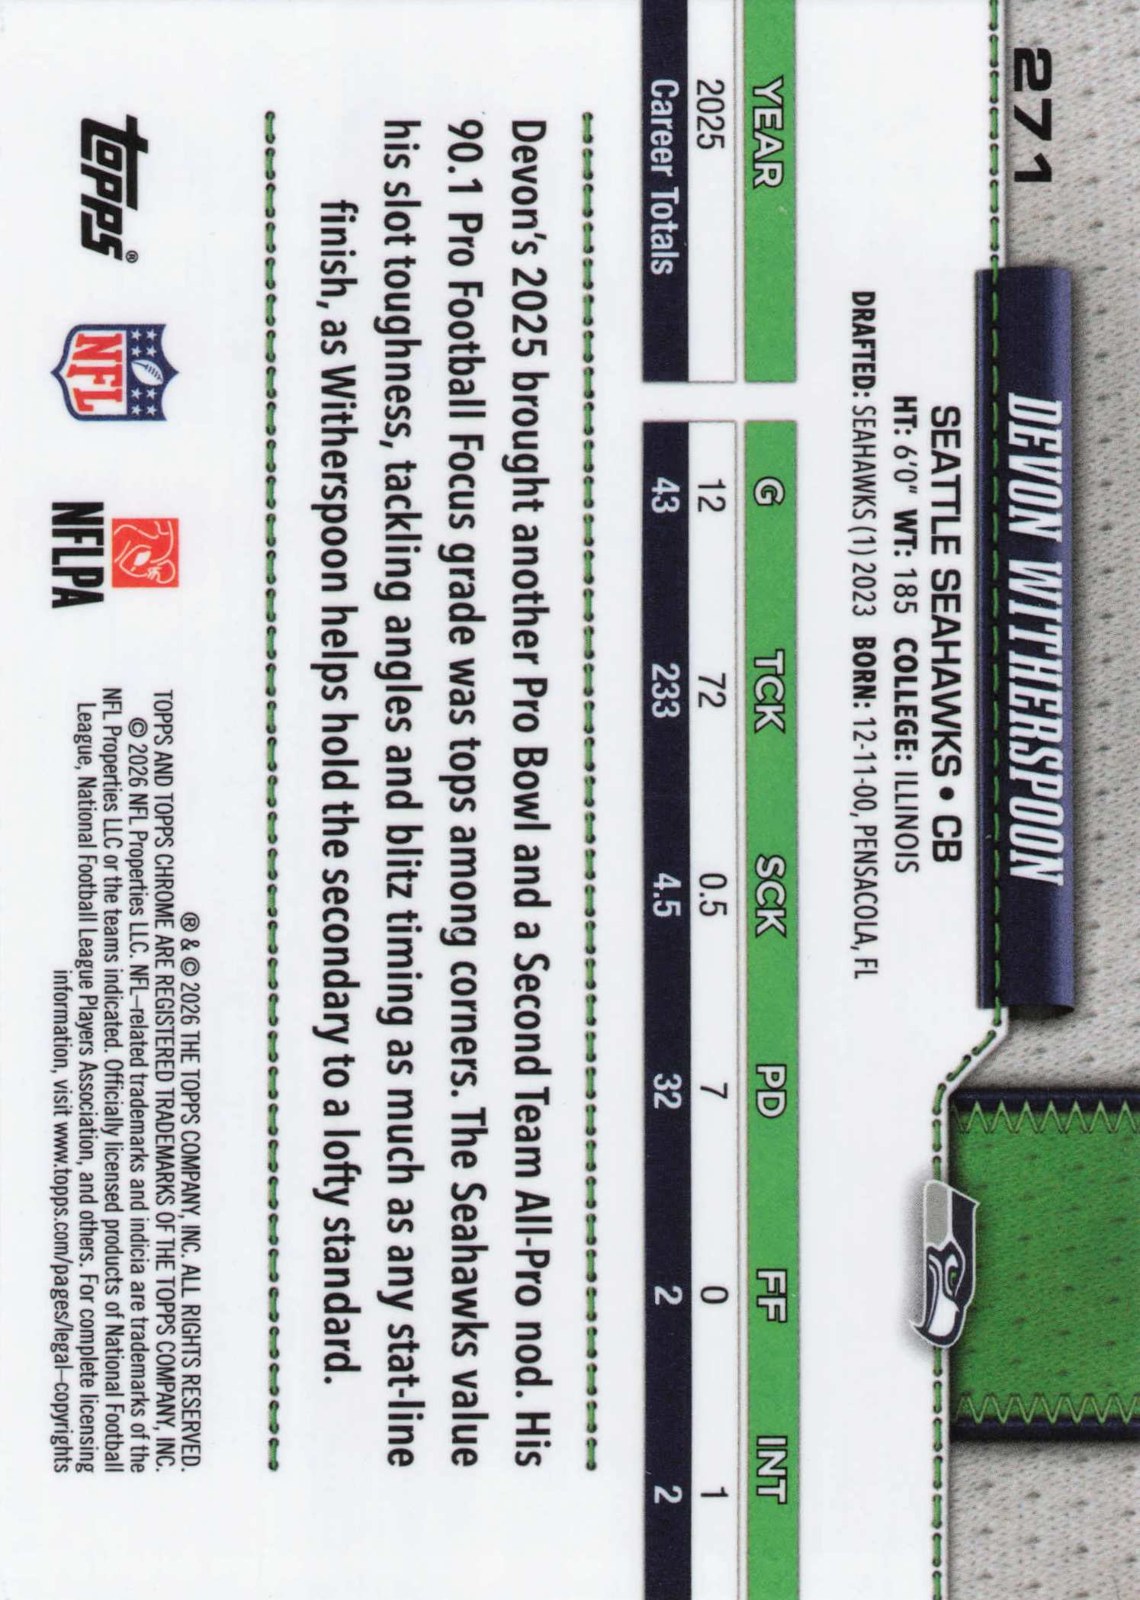 271
DEVON WITHERSPOON
SEATTLE SEAHAWKS • CB
HT: 6'0" WT: 185 COLLEGE: ILLINOIS
DRAFTED: SEAHAWKS (1) 2023 BORN: 12-11-00, PENSACOLA, FL
YEAR G TCK SCK PD FF INT
2025 12 72 0.5 7 0 1
Career Totals 43 233 4.5 32 2 2
Devon's 2025 brought another Pro Bowl and a Second Team All-Pro nod. His
90.1 Pro Football Focus grade was tops among corners. The Seahawks value
his slot toughness, tackling angles and blitz timing as much as any stat-line
finish, as Witherspoon helps hold the secondary to a lofty standard.
topps®
NFL
NFLPA
® & © 2026 THE TOPPS COMPANY, INC. ALL RIGHTS RESERVED.
TOPPS AND TOPPS CHROME ARE REGISTERED TRADEMARKS OF THE TOPPS COMPANY, INC.
© 2026 NFL Properties LLC. NFL-related trademarks and indicia are trademarks of the
NFL Properties LLC or the teams indicated. Officially licensed products of National Football
League, National Football League Players Association, and others. For complete licensing
information, visit www.topps.com/pages/legal-copyrights